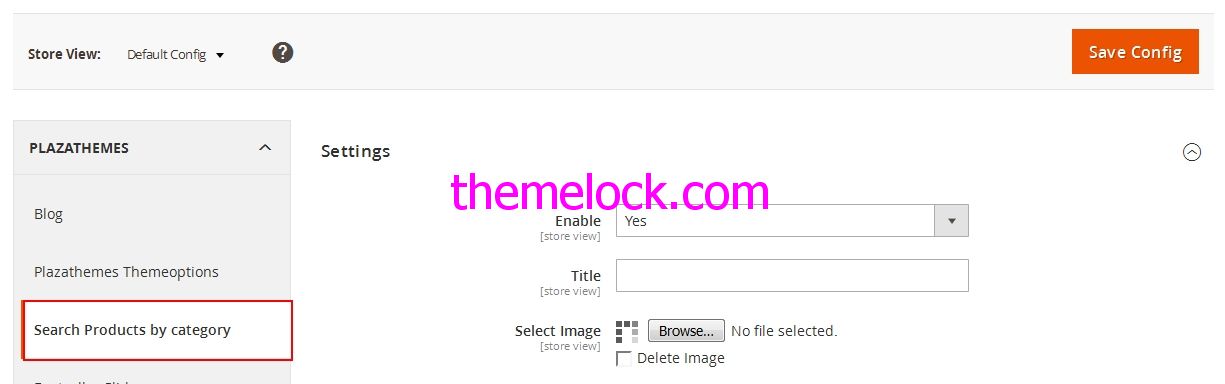 Store View: Default Config
?
Save Config
PLAZATHEMES
Settings
themelock.com
Blog
Enable
[store view]
Yes
Plazathemes Themeoptions
Title
[store view]
Search Products by category
Select Image
[store view]
Browse...
No file selected.
Delete Image